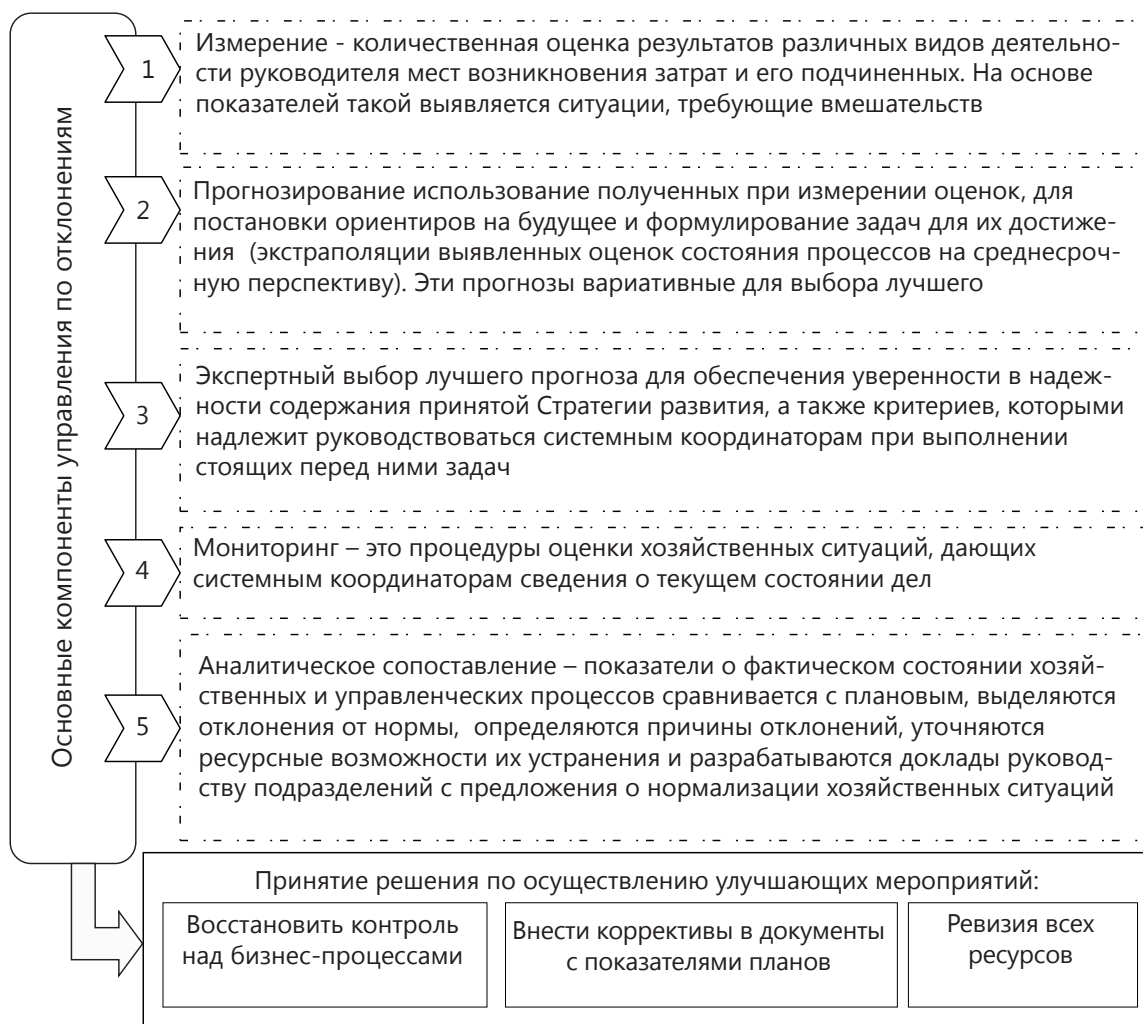 Основные компоненты управления по отклонениям
1
Измерение - количественная оценка результатов различных видов деятельно-
сти руководителя мест возникновения затрат и его подчиненных. На основе
показателей такой выявляется ситуации, требующие вмешательств
2
Прогнозирование использование полученных при измерении оценок, для
постановки ориентиров на будущее и формулирование задач для их достиже-
ния (экстраполяции выявленных оценок состояния процессов на среднесроч-
ную перспективу). Эти прогнозы вариативные для выбора лучшего
3
Экспертный выбор лучшего прогноза для обеспечения уверенности в надеж-
ности содержания принятой Стратегии развития, а также критериев, которыми
надлежит руководствоваться системным координаторам при выполнении
стоящих перед ними задач
4
Мониторинг – это процедуры оценки хозяйственных ситуаций, дающих
системным координаторам сведения о текущем состоянии дел
5
Аналитическое сопоставление – показатели о фактическом состоянии хозяй-
ственных и управленческих процессов сравнивается с плановым, выделяются
отклонения от нормы, определяются причины отклонений, уточняются
ресурсные возможности их устранения и разрабатываются доклады руковод-
ству подразделений с предложения о нормализации хозяйственных ситуаций
Принятие решения по осуществлению улучшающих мероприятий:
Восстановить контроль
над бизнес-процессами
Внести коррективы в документы
с показателями планов
Ревизия всех
ресурсов